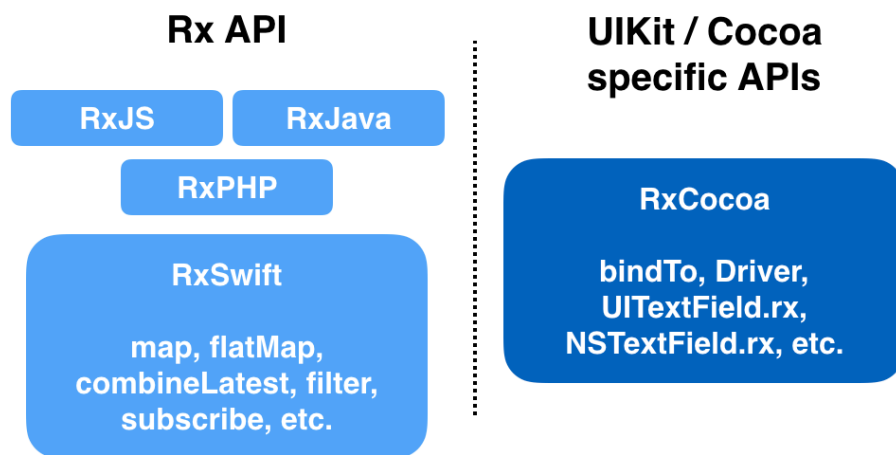 Rx API
RxJS
RxJava
RxPHP
RxSwift
map, flatMap,
combineLatest, filter,
subscribe, etc.
UIKit / Cocoa
specific APIs
RxCocoa
bindTo, Driver,
UITextField.rx,
NSTextField.rx, etc.